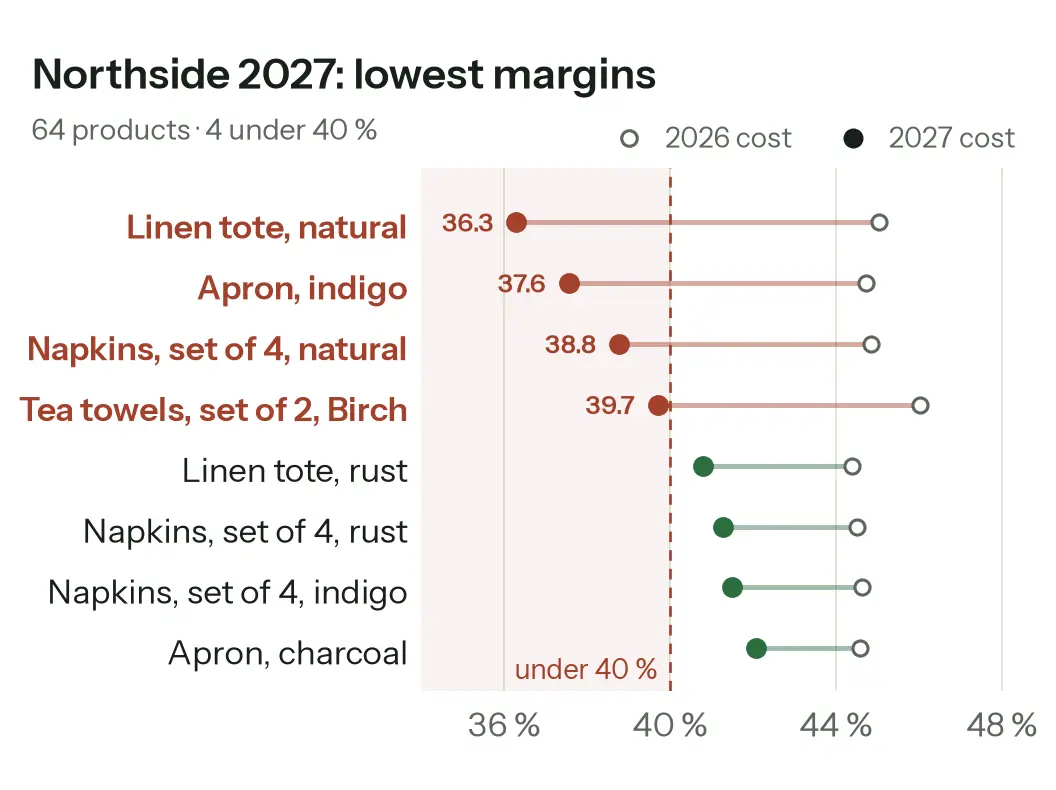 Northside 2027: lowest margins
64 products · 4 under 40 %
2026 cost
2027 cost
Linen tote, natural
36.3
Apron, indigo
37.6
Napkins, set of 4, natural
38.8
Tea towels, set of 2, Birch
39.7
Linen tote, rust
Napkins, set of 4, rust
Napkins, set of 4, indigo
Apron, charcoal
under 40 %
36 %
40 %
44 %
48 %